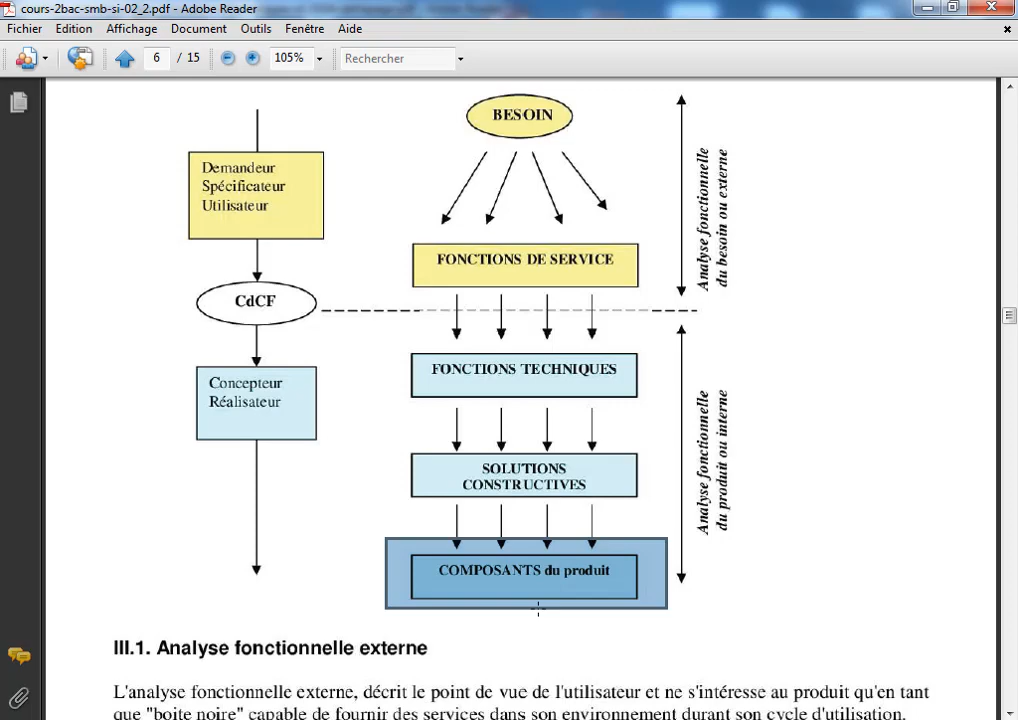 cours-2bac-smb-si-02_2.pdf - Adobe Reader
Fichier Edition Affichage Document Outils Fenêtre Aide
6 / 15 105% Rechercher
BESOIN
Demandeur
Spécificateur
Utilisateur
FONCTIONS DE SERVICE
Analyse fonctionnelle
du besoin ou externe
CdCF
FONCTIONS TECHNIQUES
Concepteur
Réalisateur
SOLUTIONS
CONSTRUCTIVES
Analyse fonctionnelle
du produit ou interne
COMPOSANTS du produit
III.1. Analyse fonctionnelle externe
L'analyse fonctionnelle externe, décrit le point de vue de l'utilisateur et ne s'intéresse au produit qu'en tant
que "boite noire" capable de fournir des services dans son environnement durant son cycle d'utilisation.